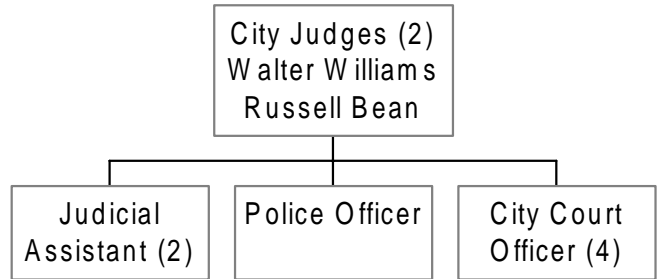 City Judges (2)
Walter Williams
Russell Bean
Judicial
Assistant (2)
Police Officer
City Court
Officer (4)